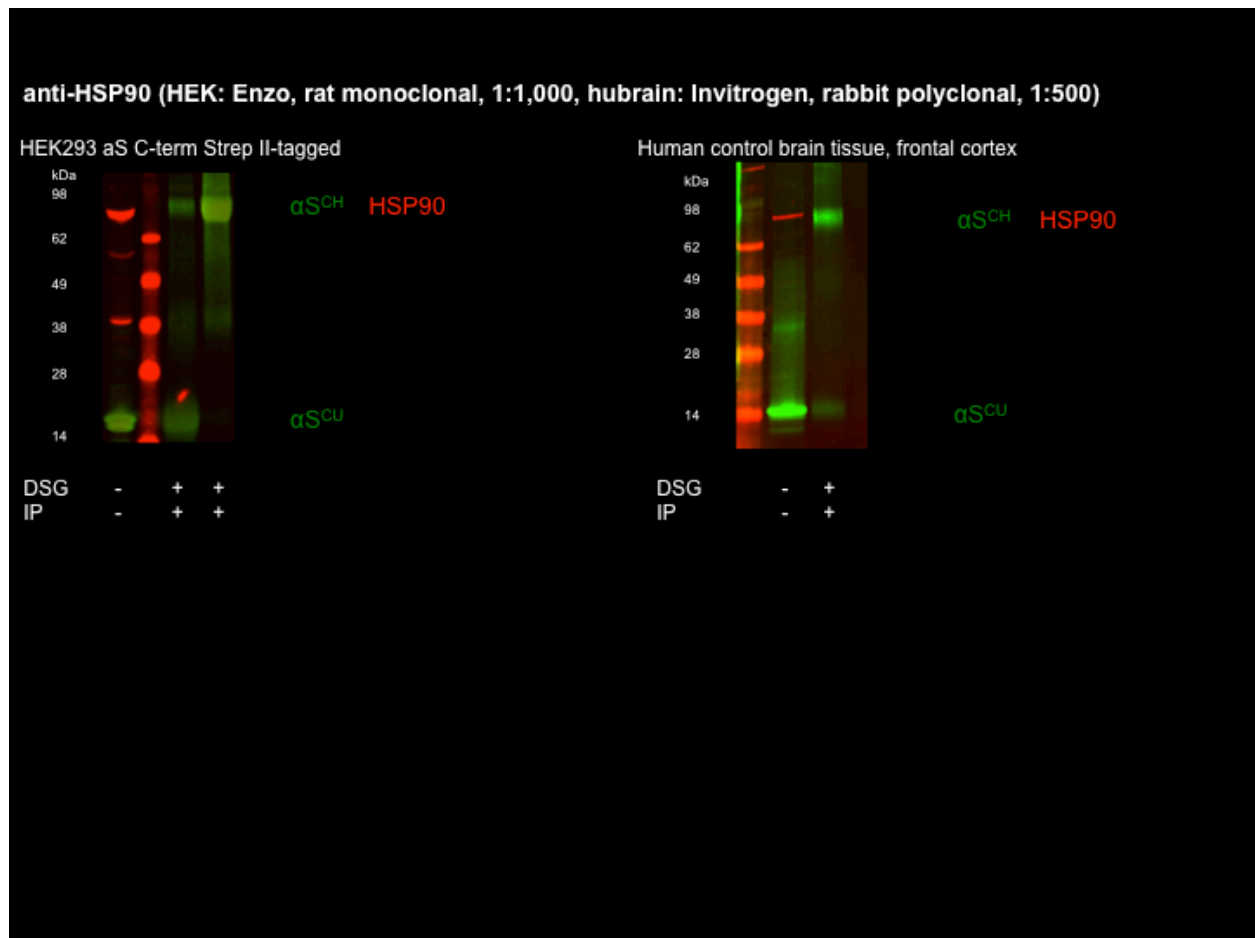 anti-HSP90 (HEK: Enzo, rat monoclonal, 1:1,000, hubrain: Invitrogen, rabbit polyclonal, 1:500)
HEK293 aS C-term Strep II-tagged
kDa
98
62
49
38
28
14
αSCH HSP90
αSCU
DSG - + +
IP - + +
Human control brain tissue, frontal cortex
kDa
98
62
49
38
28
14
αSCH HSP90
αSCU
DSG - +
IP - +